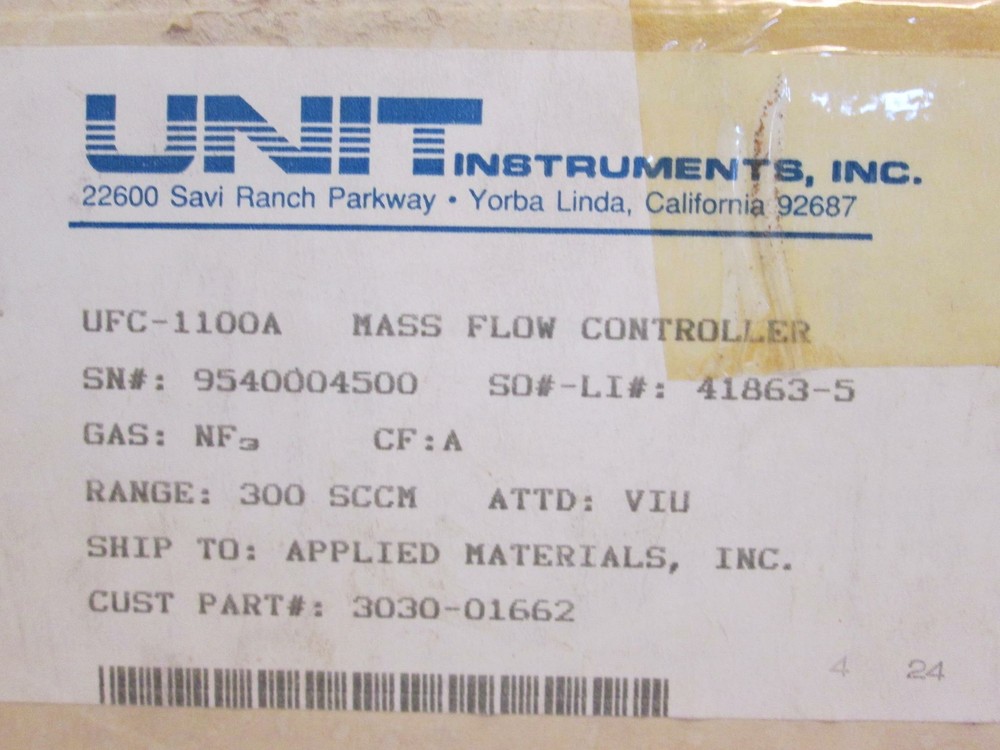 UNIT INSTRUMENTS, INC.
22600 Savi Ranch Parkway • Yorba Linda, California 92687
UFC-1100A MASS FLOW CONTROLLER
SN#: 9540004500 SO#-LI#: 41863-5
GAS: NF₃ CF:A
RANGE: 300 SCCM ATTD: VIU
SHIP TO: APPLIED MATERIALS, INC.
CUST PART#: 3030-01662
4 24